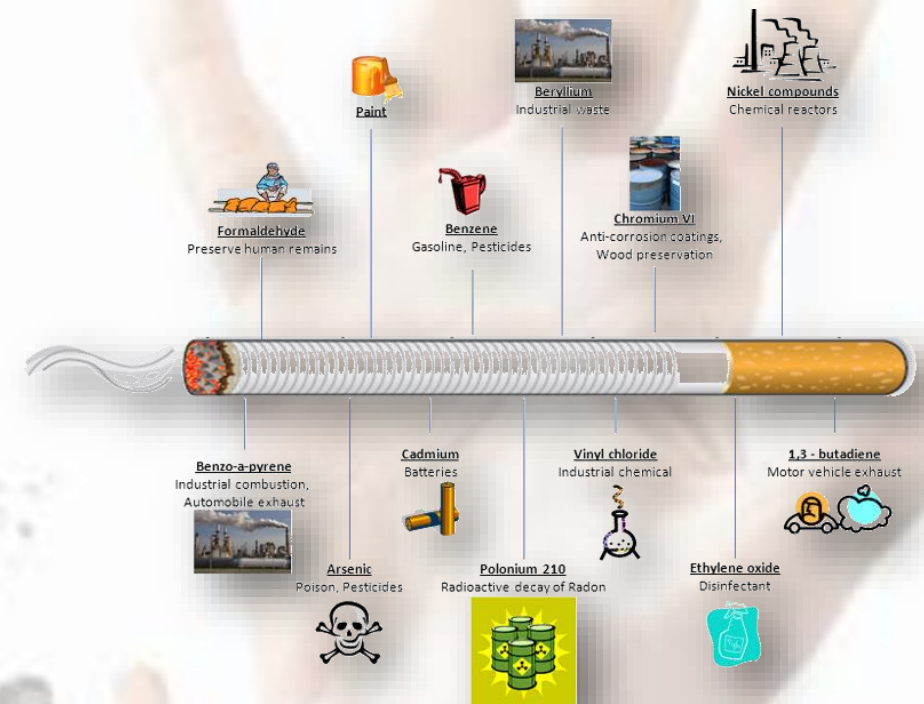 Paint
Beryllium
Industrial waste
Nickel compounds
Chemical reactors
Formaldehyde
Preserve human remains
Benzene
Gasoline, Pesticides
Chromium VI
Anti-corrosion coatings,
Wood preservation
Benzo-a-pyrene
Industrial combustion,
Automobile exhaust
Cadmium
Batteries
Vinyl chloride
Industrial chemical
1,3 - butadiene
Motor vehicle exhaust
Arsenic
Poison, Pesticides
Polonium 210
Radioactive decay of Radon
Ethylene oxide
Disinfectant